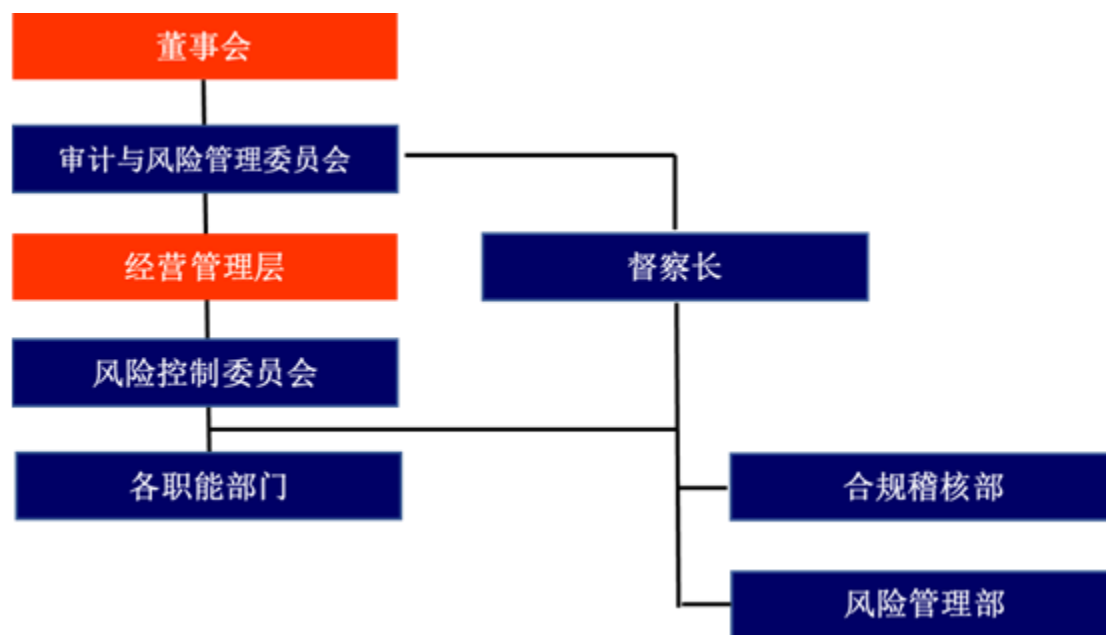 董事会
审计与风险管理委员会
经营管理层
督察长
风险控制委员会
各职能部门
合规稽核部
风险管理部